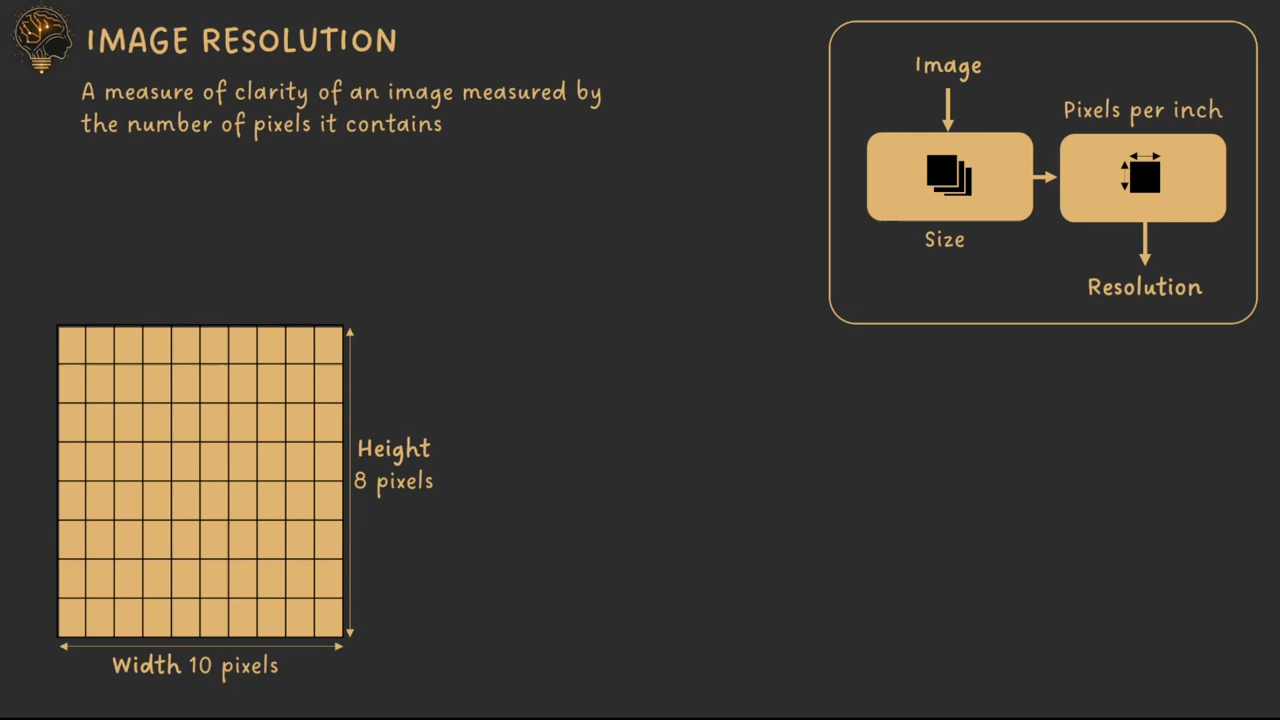 IMAGE RESOLUTION
A measure of clarity of an image measured by
the number of pixels it contains
Image
Pixels per inch
Size
Resolution
Height
8 pixels
Width 10 pixels